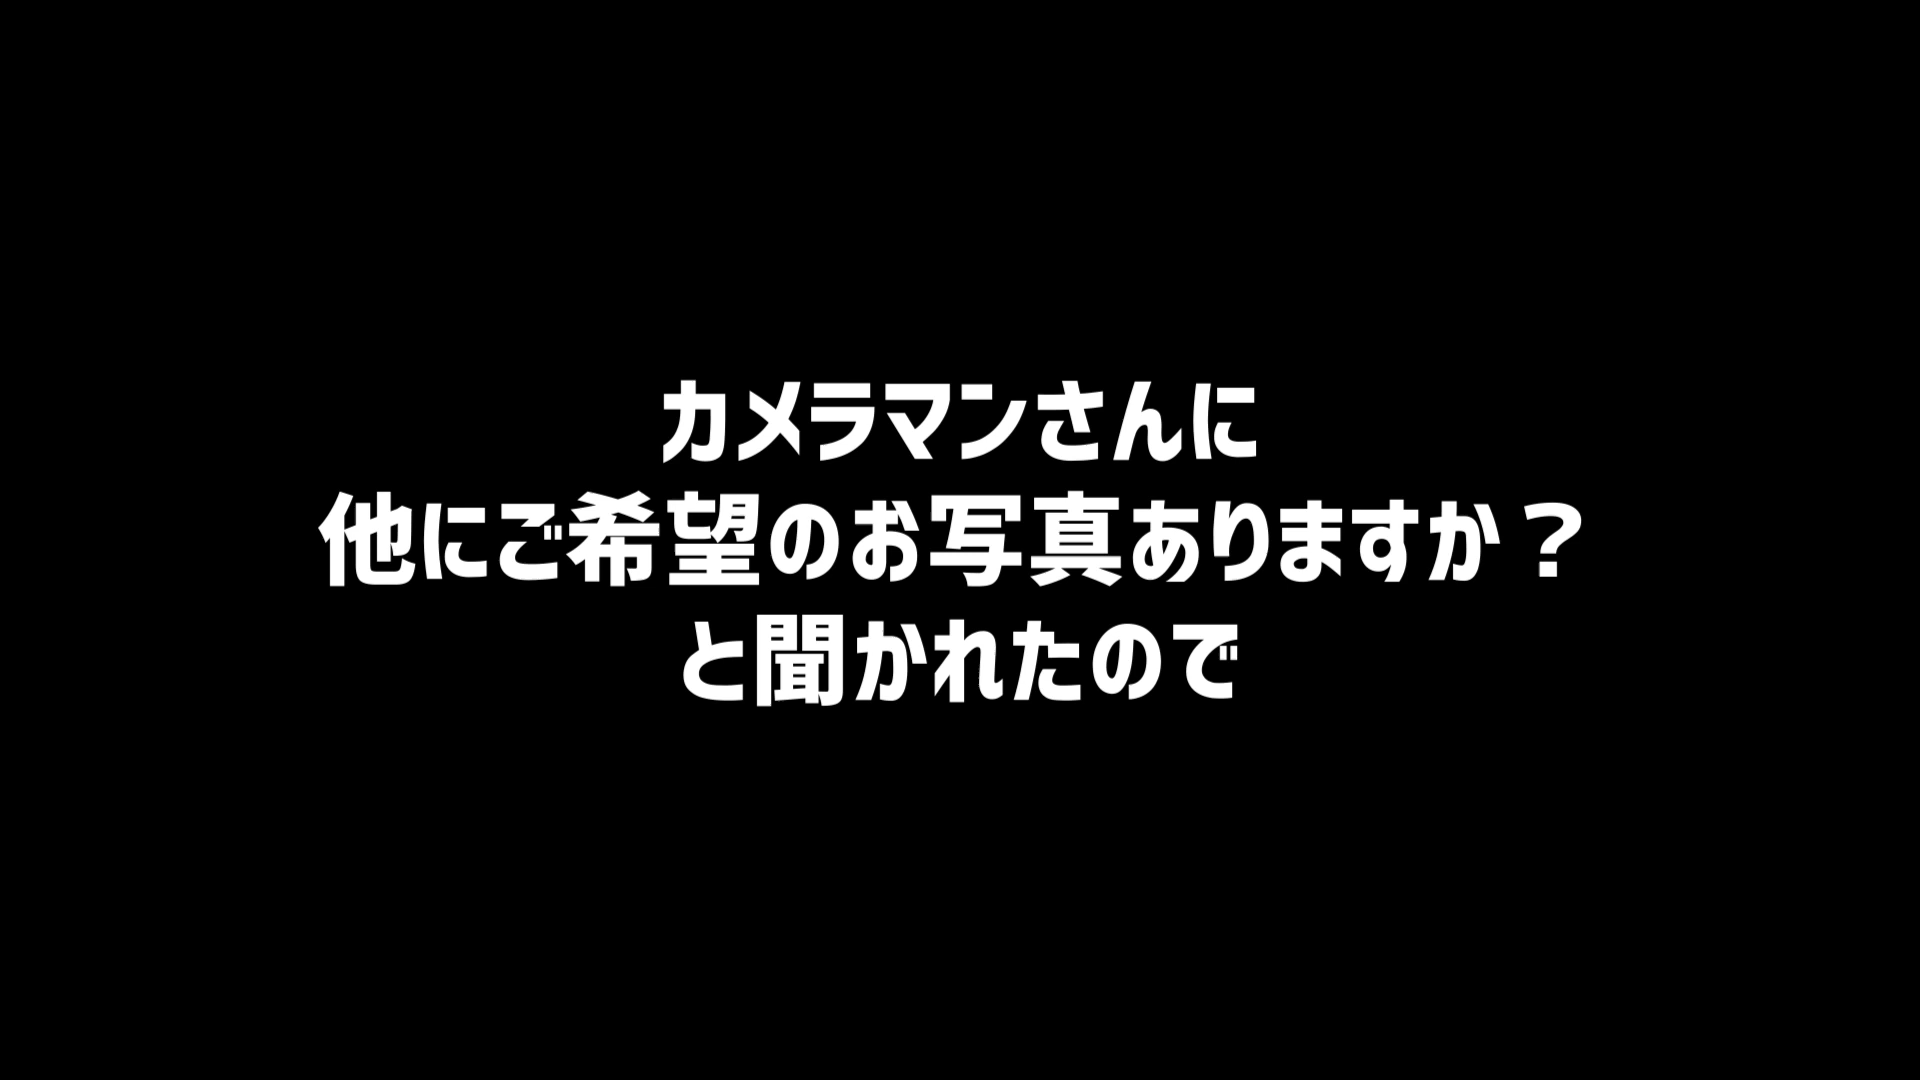 カメラマンさんに
他にご希望のお写真ありますか？
と聞かれたので